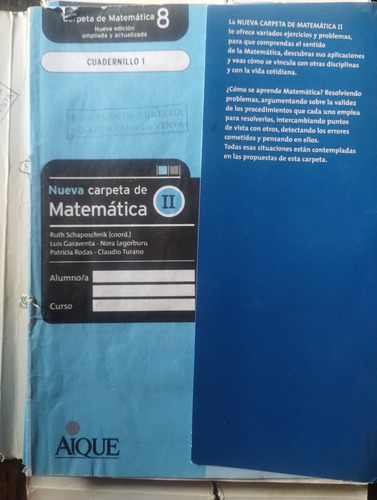 Carpeta de Matemática 8
Nueva edición
ampliada y actualizada
CUADERNILLO 1
Nueva carpeta de
Matemática II
Ruth Schaposchnik (coord.)
Luis Garaventa - Nora Legorburu
Patricia Rodas - Claudio Turano
Alumno/a
Curso
AIQUE
La NUEVA CARPETA DE MATEMÁTICA II
te ofrece variados ejercicios y problemas,
para que comprendas el sentido
de la Matemática, descubras sus aplicaciones
y veas cómo se vincula con otras disciplinas
y con la vida cotidiana.
¿Cómo se aprende Matemática? Resolviendo
problemas, argumentando sobre la validez
de los procedimientos que cada uno emplea
para resolverlos, intercambiando puntos
de vista con otros, detectando los errores
cometidos y pensando en ellos.
Todas esas situaciones están contempladas
en las propuestas de esta carpeta.